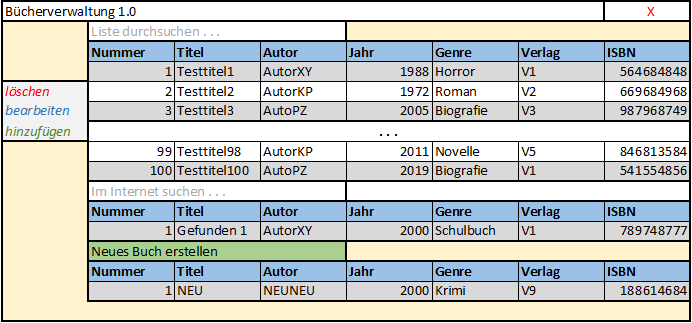 Bücherverwaltung 1.0 X
Liste durchsuchen . . .
Nummer Titel Autor Jahr Genre Verlag ISBN
1 Testtitel1 AutorXY 1988 Horror V1 564684848
löschen 2 Testtitel2 AutorKP 1972 Roman V2 669684968
bearbeiten 3 Testtitel3 AutoPZ 2005 Biografie V3 987968749
hinzufügen . . .
99 Testtitel98 AutorKP 2011 Novelle V5 846813584
100 Testtitel100 AutoPZ 2019 Biografie V1 541554856
Im Internet suchen . . .
Nummer Titel Autor Jahr Genre Verlag ISBN
1 Gefunden 1 AutorXY 2000 Schulbuch V1 789748777
Neues Buch erstellen
Nummer Titel Autor Jahr Genre Verlag ISBN
1 NEU NEUNEU 2000 Krimi V9 188614684